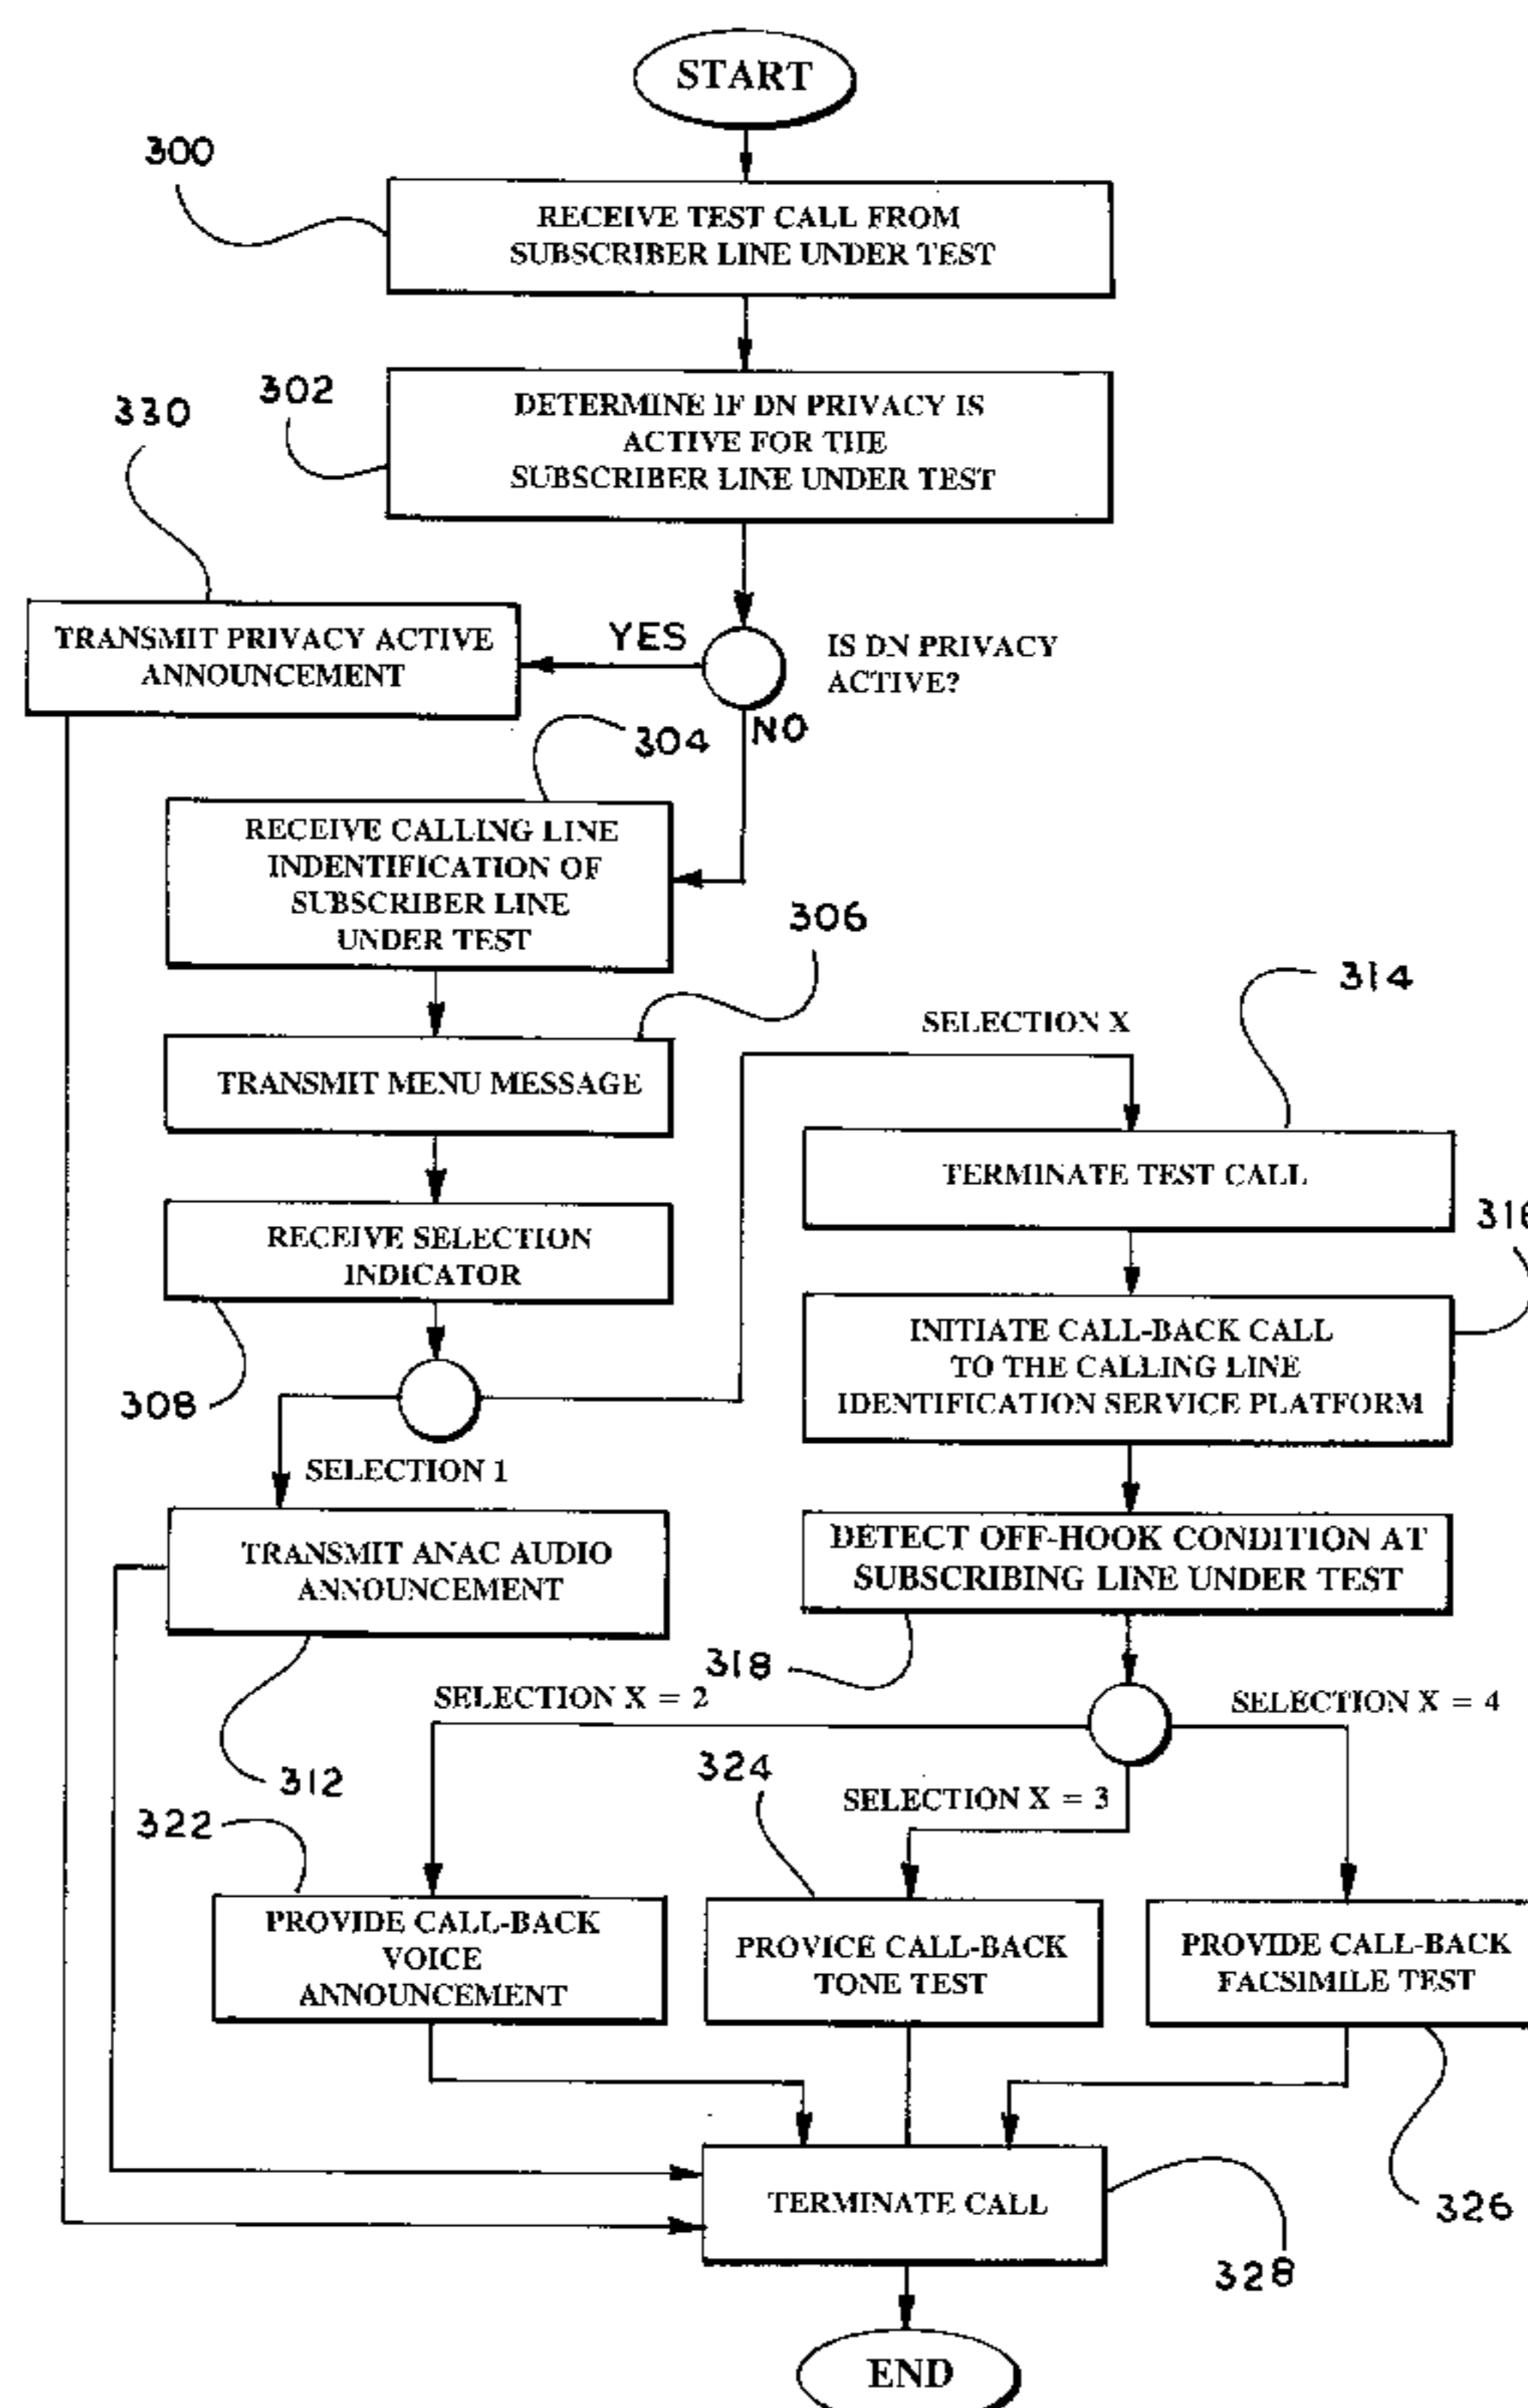 START
300
RECEIVE TEST CALL FROM
SUBSCRIBER LINE UNDER TEST
302
DETERMINE IF DN PRIVACY IS
ACTIVE FOR THE
SUBSCRIBER LINE UNDER TEST
330
TRANSMIT PRIVACY ACTIVE
ANNOUNCEMENT
YES
IS DN PRIVACY
ACTIVE?
NO
304
RECEIVE CALLING LINE
INDENTIFICATION OF
SUBSCRIBER LINE
UNDER TEST
306
TRANSMIT MENU MESSAGE
SELECTION X
314
TERMINATE TEST CALL
RECEIVE SELECTION
INDICATOR
308
316
INITIATE CALL-BACK CALL
TO THE CALLING LINE
IDENTIFICATION SERVICE PLATFORM
SELECTION 1
TRANSMIT ANAC AUDIO
ANNOUNCEMENT
312
DETECT OFF-HOOK CONDITION AT
SUBSCRIBING LINE UNDER TEST
318
SELECTION X = 2
SELECTION X = 4
324
SELECTION X = 3
322
PROVIDE CALL-BACK
VOICE
ANNOUNCEMENT
PROVICE CALL-BACK
TONE TEST
PROVIDE CALL-BACK
FACSIMILE TEST
326
TERMINATE CALL
328
END